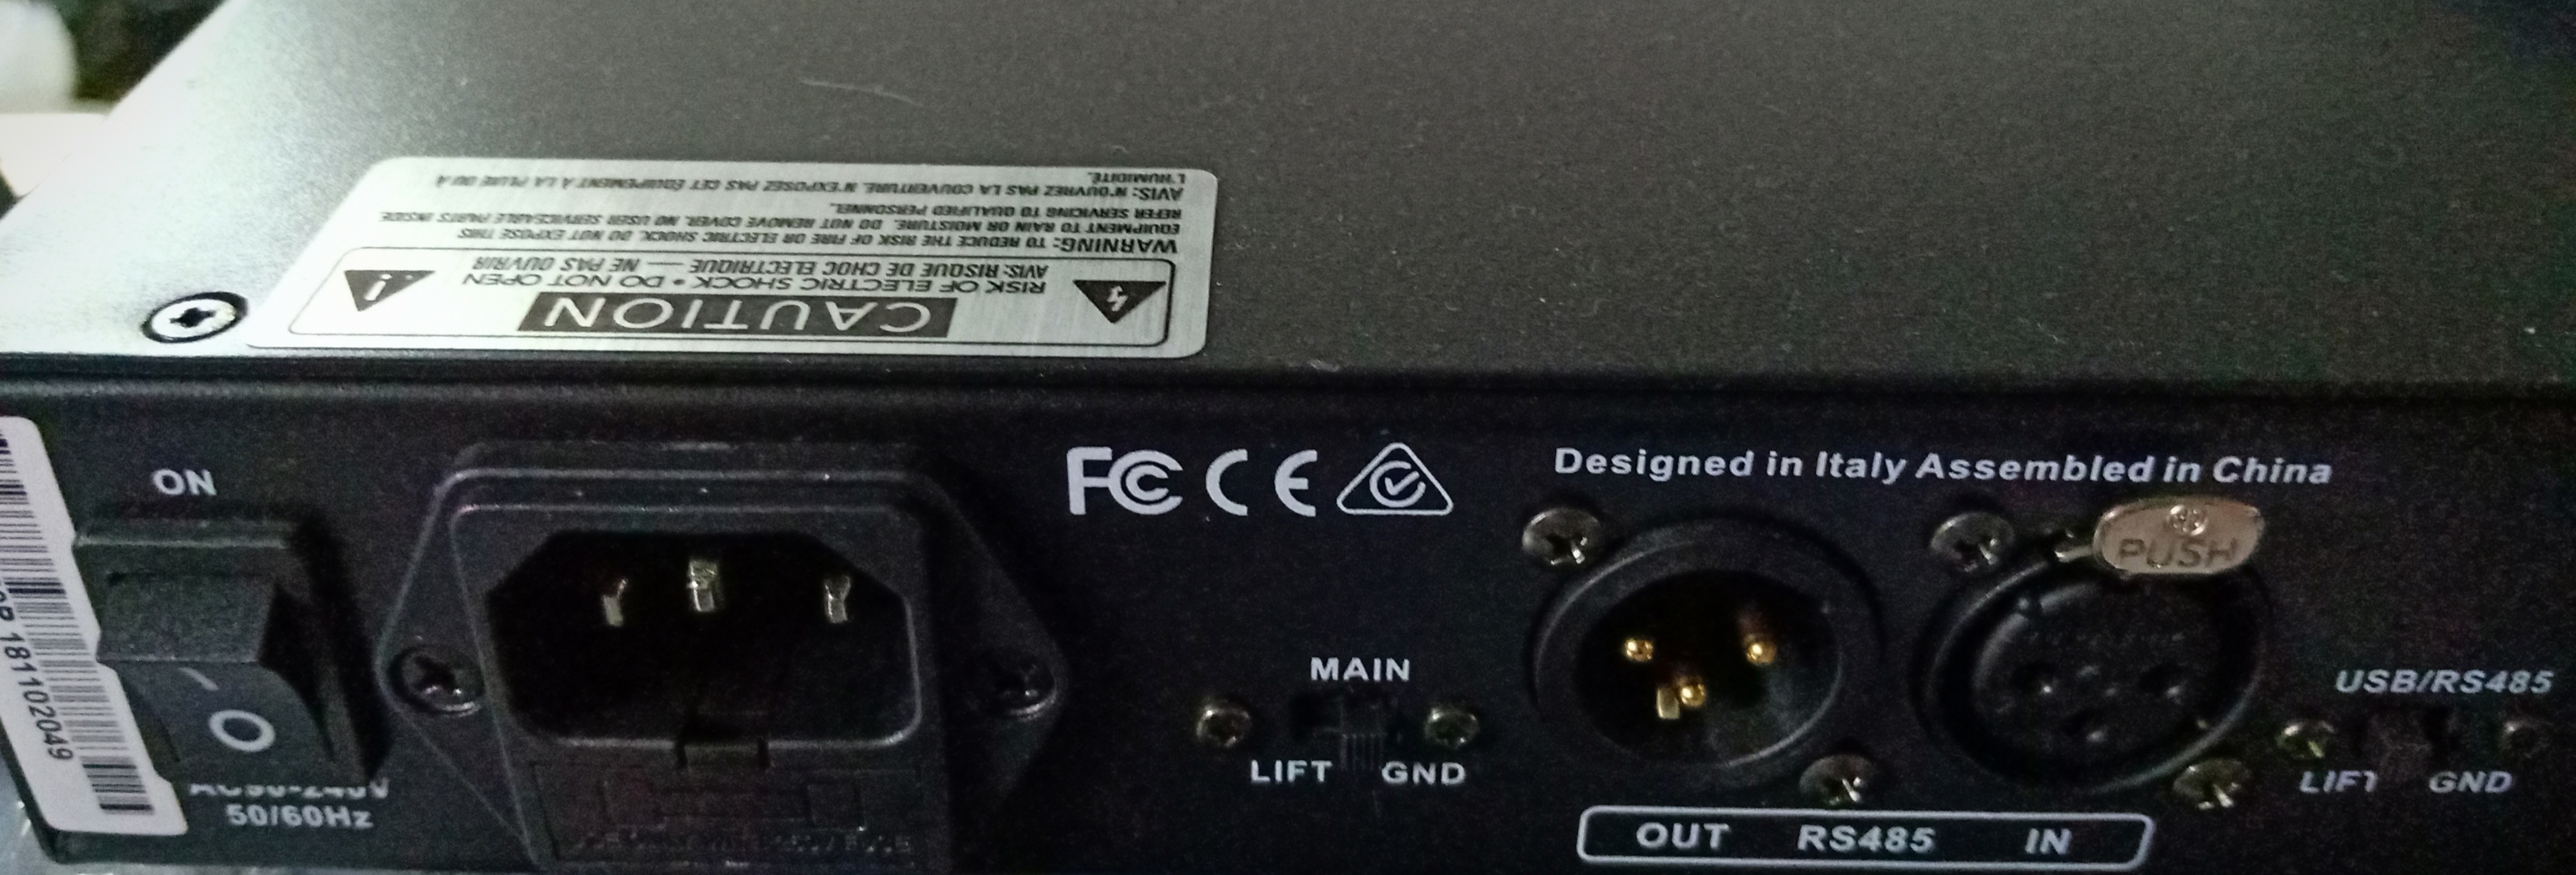 CAUTION
RISK OF ELECTRIC SHOCK • DO NOT OPEN
AVIS: RISQUE DE CHOC ELECTRIQUE — NE PAS OUVRIR
WARNING: TO REDUCE THE RISK OF FIRE OR ELECTRIC SHOCK, DO NOT EXPOSE THIS
EQUIPMENT TO RAIN OR MOISTURE. DO NOT REMOVE COVER. NO USER SERVICEABLE PARTS INSIDE.
REFER SERVICING TO QUALIFIED PERSONNEL.
AVIS: N'OUVREZ PAS LA COUVERTURE. N'EXPOSEZ PAS CET ÉQUIPEMENT À LA PLUIE OU À
L'HUMIDITÉ.
ON
FC CE
Designed in Italy Assembled in China
PUSH
181102049
50/60Hz
MAIN
LIFT GND
USB/RS485
LIFT GND
OUT RS485 IN